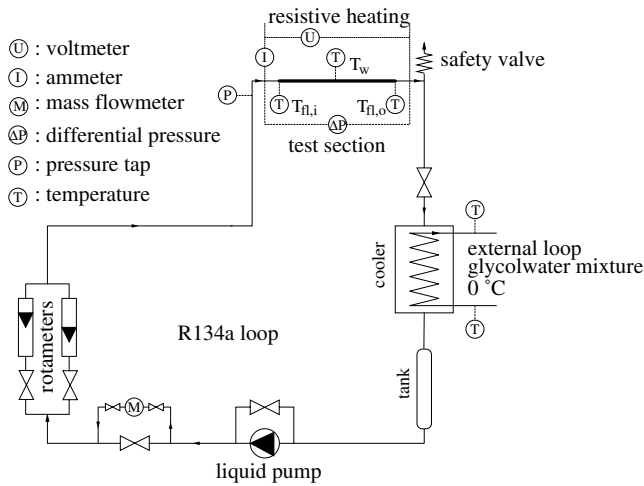 resistive heating
U : voltmeter
I : ammeter
M : mass flowmeter
ΔP : differential pressure
P : pressure tap
T : temperature
U
I
T T_w
safety valve
P
T T_fl,i T_fl,o T
ΔP
test section
T
cooler
external loop
glycolwater mixture
0 °C
T
rotameters
R134a loop
tank
M
liquid pump